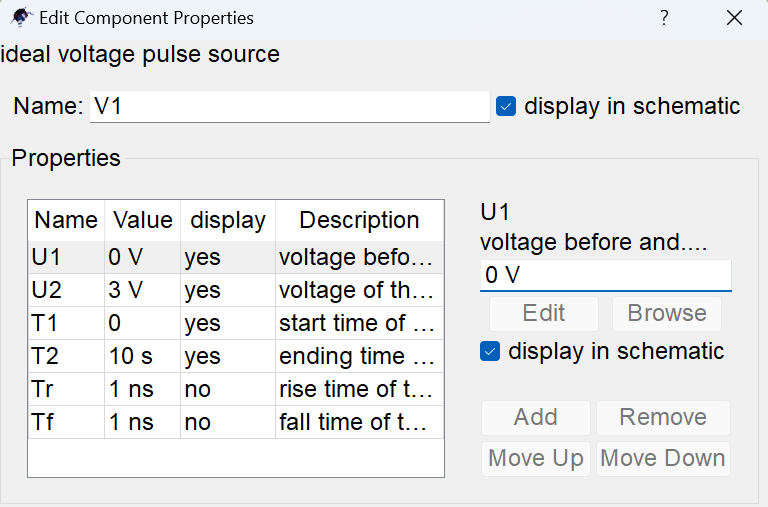 Edit Component Properties
ideal voltage pulse source
Name: V1 display in schematic
Properties
Name Value display Description
U1 0 V yes voltage befo...
U2 3 V yes voltage of th...
T1 0 yes start time of ...
T2 10 s yes ending time ...
Tr 1 ns no rise time of t...
Tf 1 ns no fall time of t...
U1
voltage before and....
0 V
Edit Browse
display in schematic
Add Remove
Move Up Move Down